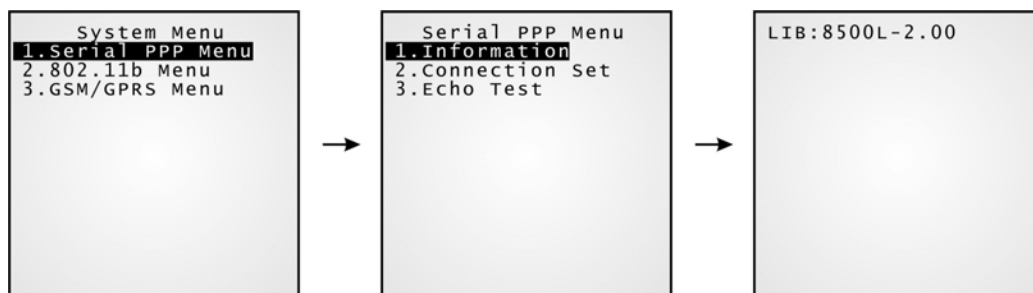 System Menu
1.Serial PPP Menu
2.802.11b Menu
3.GSM/GPRS Menu
Serial PPP Menu
1.Information
2.Connection Set
3.Echo Test
LIB:8500L-2.00